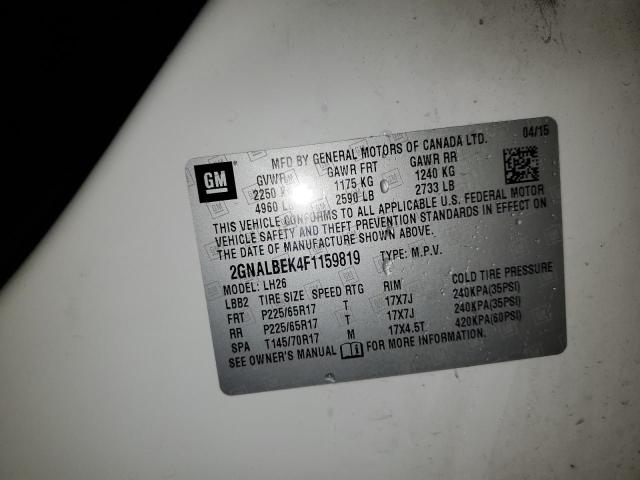 04/15
GM
MFD BY GENERAL MOTORS OF CANADA LTD.
GVWR GAWR FRT GAWR RR
2250 KG 1175 KG 1240 KG
4960 LB 2590 LB 2733 LB
THIS VEHICLE CONFORMS TO ALL APPLICABLE U.S. FEDERAL MOTOR
VEHICLE SAFETY AND THEFT PREVENTION STANDARDS IN EFFECT ON
THE DATE OF MANUFACTURE SHOWN ABOVE.
2GNALBEK4F1159819 TYPE: M.P.V.
MODEL: LH26
LBB2 TIRE SIZE SPEED RTG RIM COLD TIRE PRESSURE
FRT P225/65R17 T 17X7J 240KPA(35PSI)
RR P225/65R17 T 17X7J 240KPA(35PSI)
SPA T145/70R17 M 17X4.5T 420KPA(60PSI)
SEE OWNER'S MANUAL FOR MORE INFORMATION.